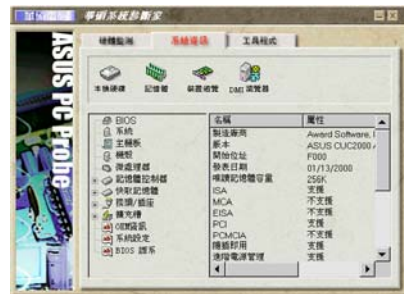 華碩系統診斷家
ASUS PC Probe
硬體監測
系統資訊
工具程式
本機硬碟
記憶體
裝置總覽
DMI 瀏覽器
BIOS
系統
主機板
機殼
微處理器
記憶體控制器
快取記憶體
接頭/插座
擴充槽
OEM資訊
系統設定
BIOS 語系
名稱 屬性
製造廠商 Award Software, I
版本 ASUS CUC2000
開始位址 F000
發表日期 01/13/2000
唯讀記憶體容量 256K
ISA 支援
MCA 不支援
EISA 不支援
PCI 支援
PCMCIA 不支援
隨插即用 支援
進階電源管理 支援